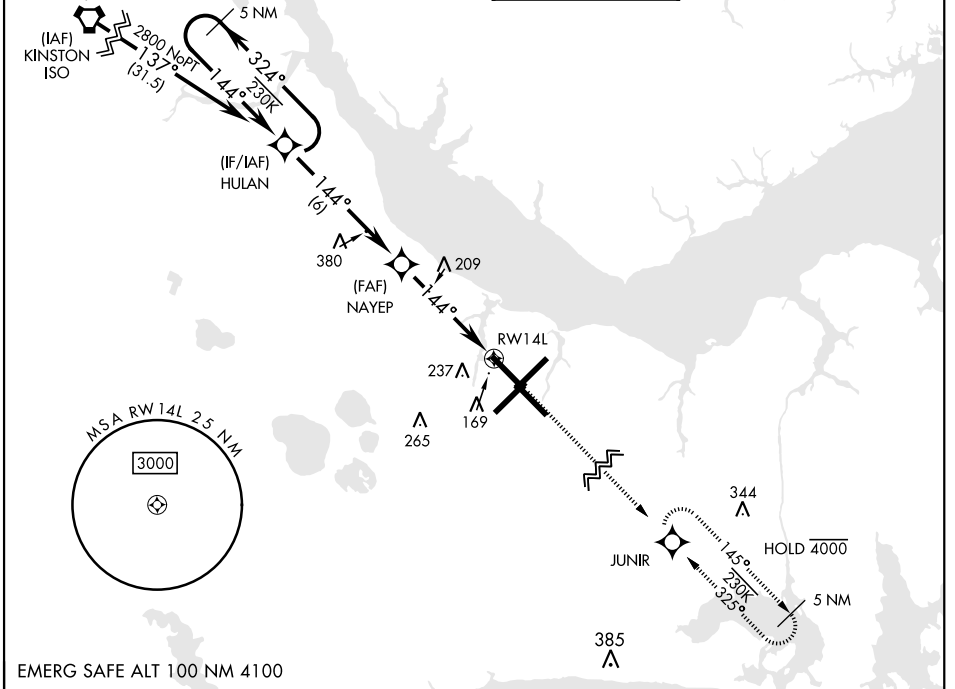 5 NM
(IAF)
KINSTON
ISO
2800 NoPT
137°
(31.5)
324°
230K
144°
(IF/IAF)
HULAN
144°
(6)
380
209
(FAF)
NAYEP
144°
RW14L
237
169
265
MSA RW 14L 25 NM
3000
344
145°
HOLD 4000
JUNIR
230K
325°
5 NM
385
EMERG SAFE ALT 100 NM 4100